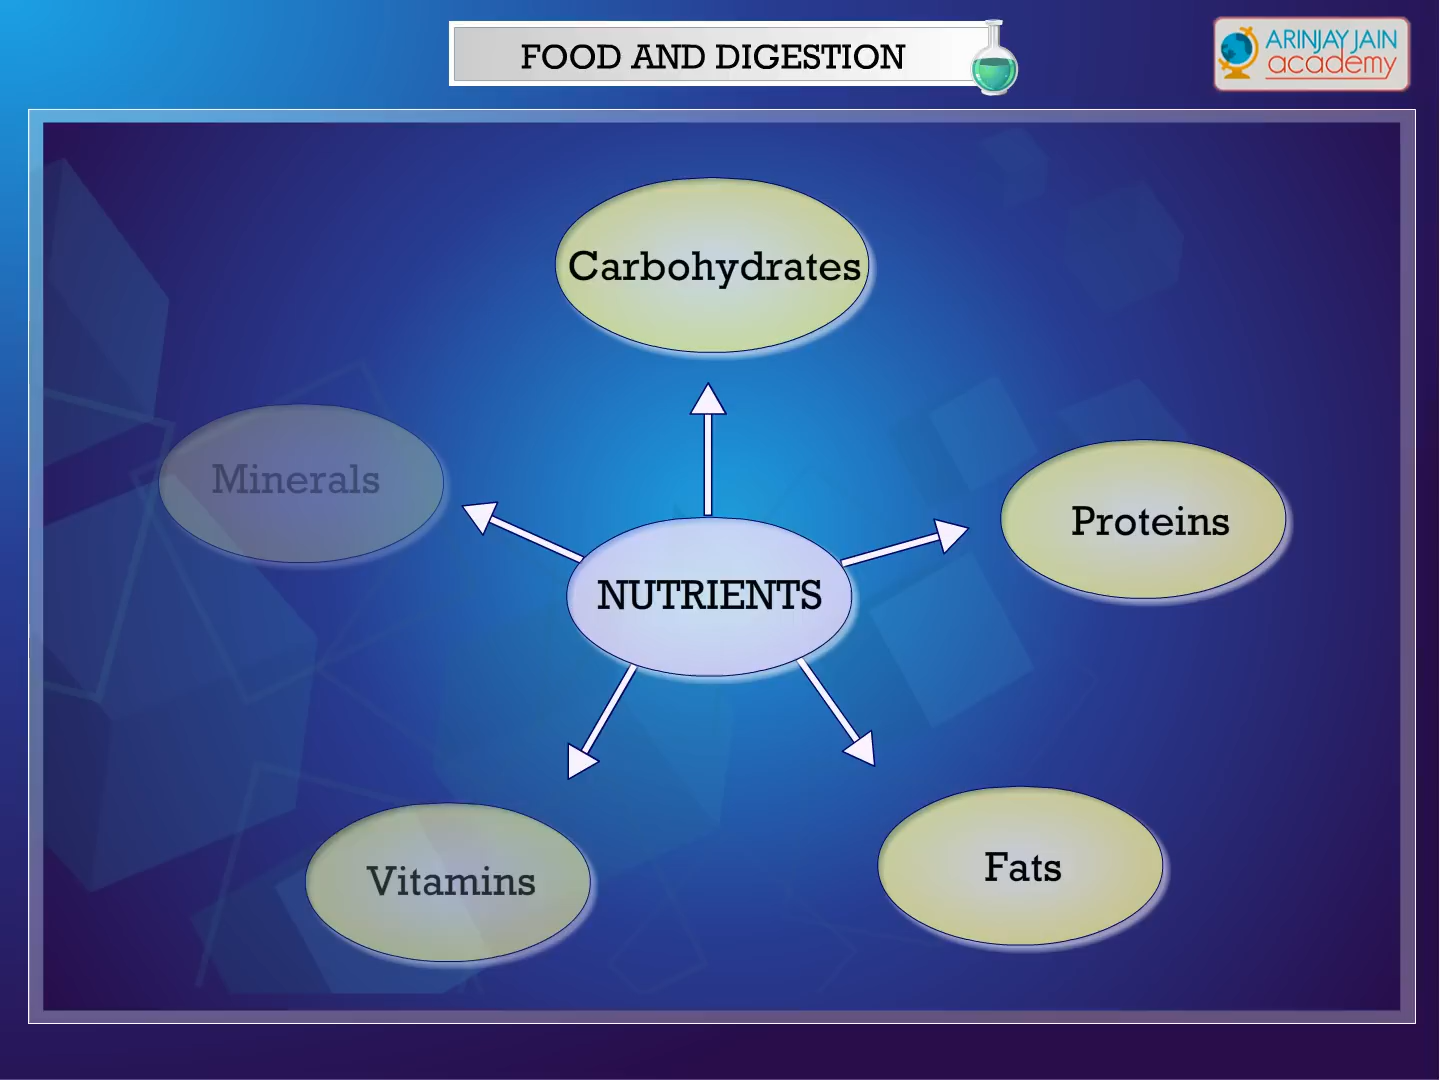 FOOD AND DIGESTION
ARINJAY JAIN
academy
Carbohydrates
Minerals
Proteins
NUTRIENTS
Vitamins
Fats